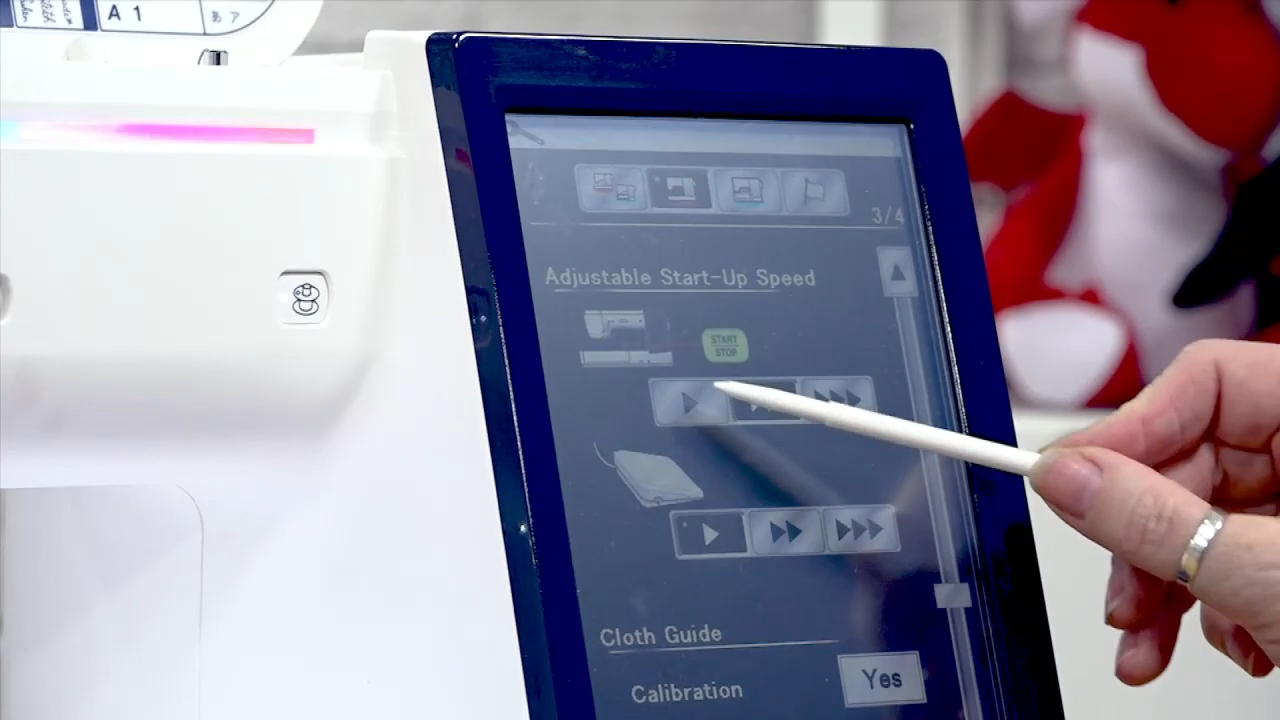 A 1
あ ア
3/4
Adjustable Start-Up Speed
START
STOP
Cloth Guide
Calibration
Yes